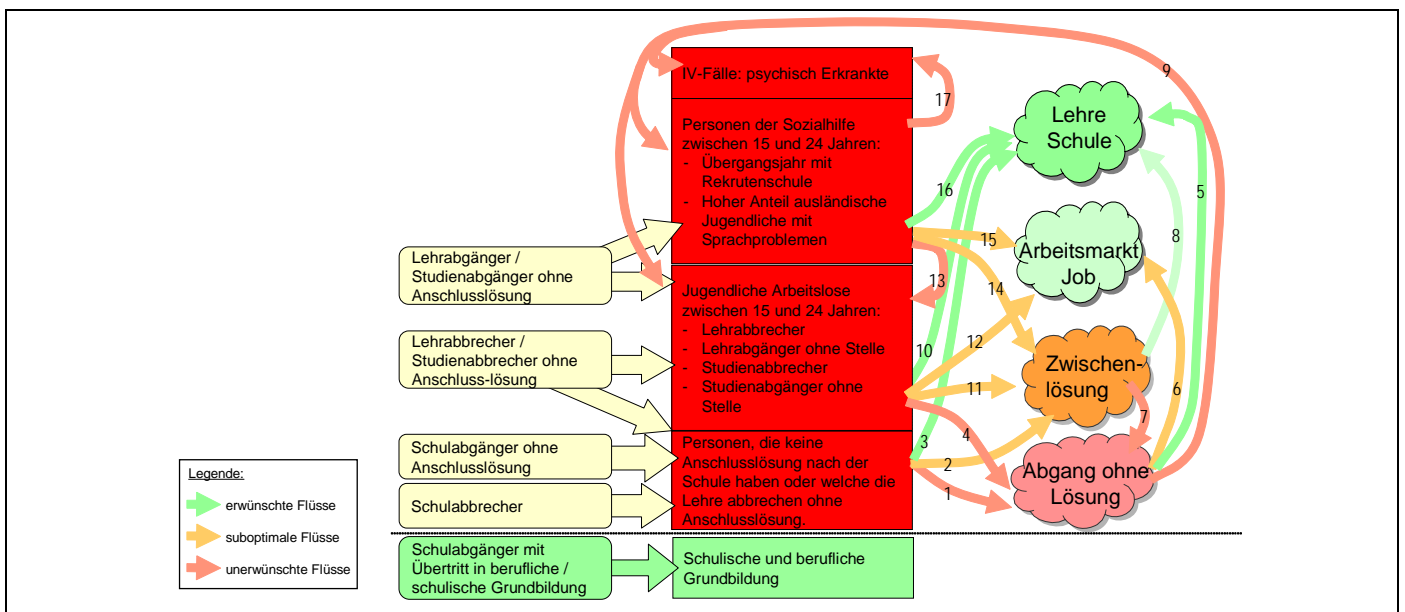 IV-Fälle: psychisch Erkrankte
Personen der Sozialhilfe
zwischen 15 und 24 Jahren:
- Übergangsjahr mit
Rekrutenschule
- Hoher Anteil ausländische
Jugendliche mit
Sprachproblemen
Jugendliche Arbeitslose
zwischen 15 und 24 Jahren:
- Lehrabbrecher
- Lehrabgänger ohne Stelle
- Studienabbrecher
- Studienabgänger ohne
Stelle
Personen, die keine
Anschlusslösung nach der
Schule haben oder welche die
Lehre abbrechen ohne
Anschlusslösung.
Schulische und berufliche
Grundbildung
Lehrabgänger /
Studienabgänger ohne
Anschlusslösung
Lehrabbrecher /
Studienabbrecher ohne
Anschluss-lösung
Schulabgänger ohne
Anschlusslösung
Schulabbrecher
Schulabgänger mit
Übertritt in berufliche /
schulische Grundbildung
Legende:
erwünschte Flüsse
suboptimale Flüsse
unerwünschte Flüsse
Lehre
Schule
Arbeitsmarkt
Job
Zwischen-
lösung
Abgang ohne
Lösung
9
17
16
5
15
8
13
14
10
12
11
6
7
3
4
2
1